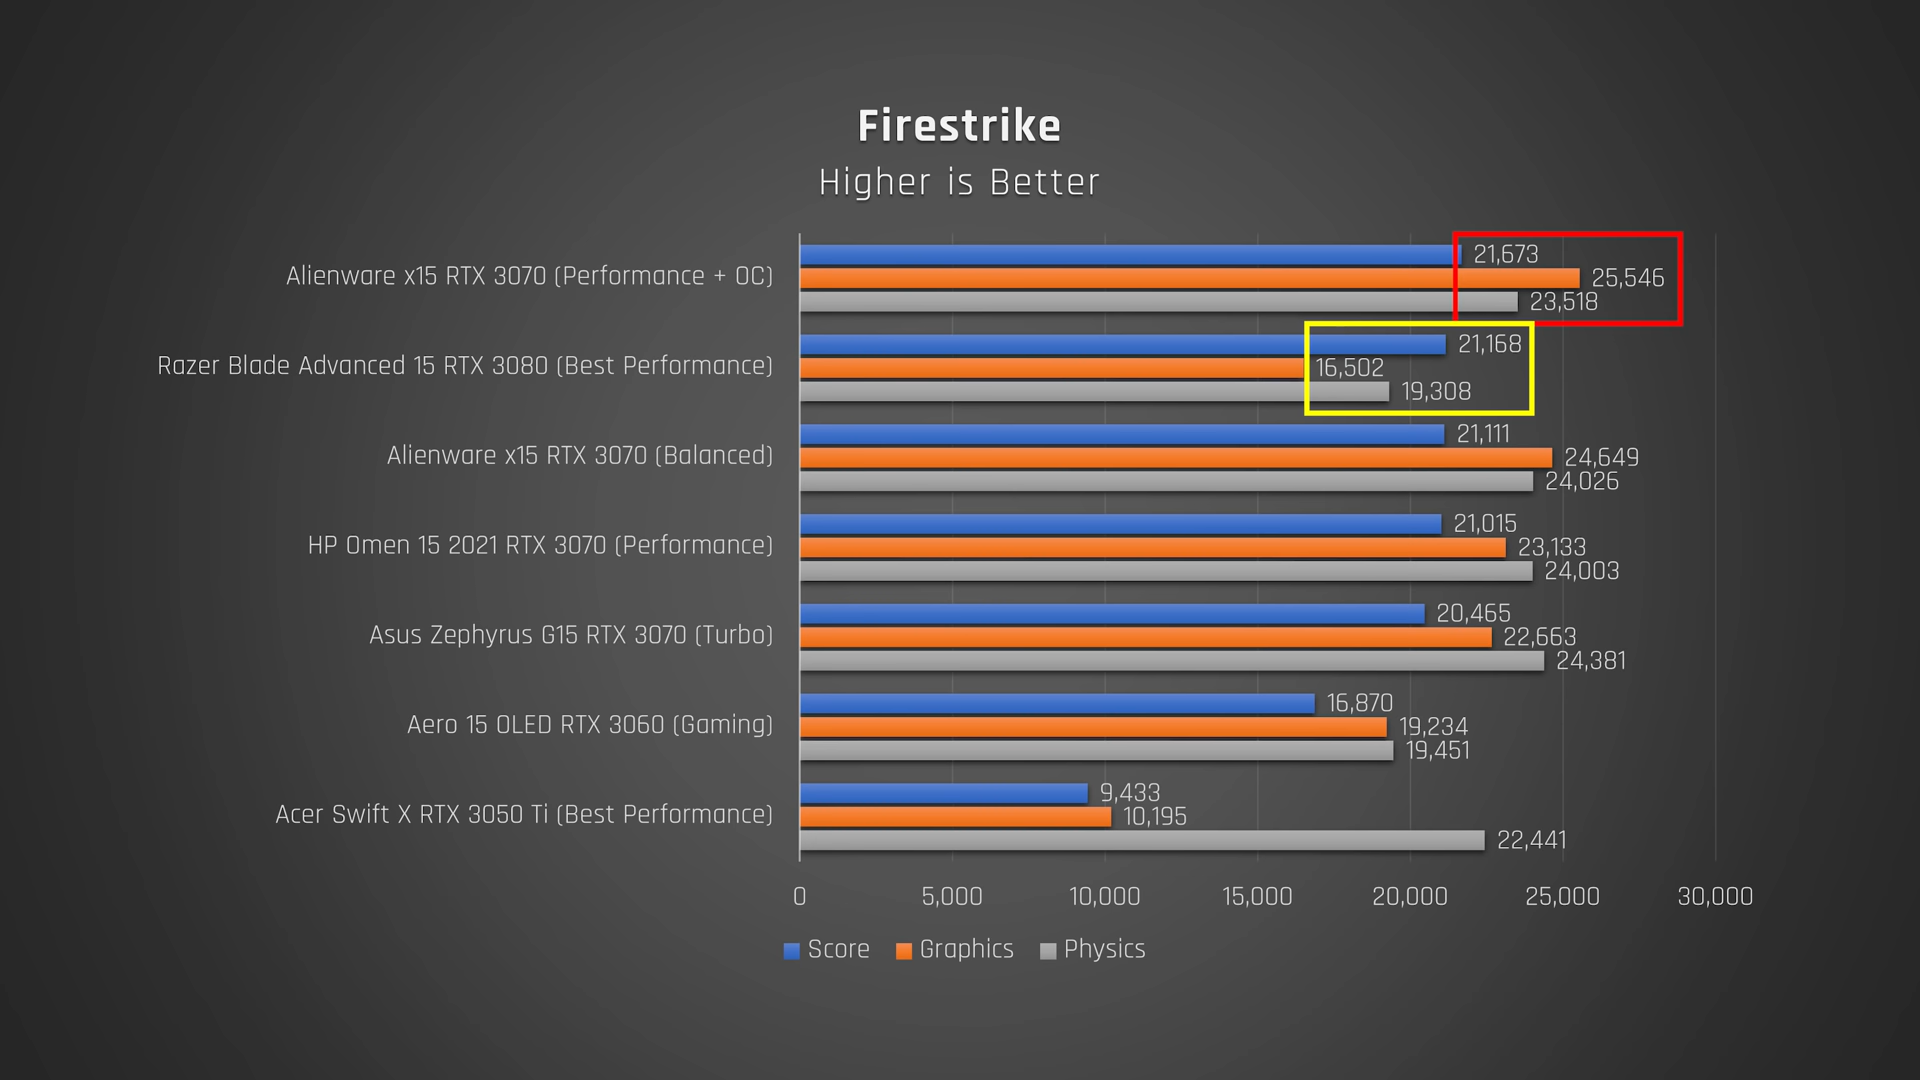 Firestrike
Higher is Better
Alienware x15 RTX 3070 (Performance + OC)
21,673
25,546
23,518
Razer Blade Advanced 15 RTX 3080 (Best Performance)
21,168
16,502
19,308
Alienware x15 RTX 3070 (Balanced)
21,111
24,649
24,026
HP Omen 15 2021 RTX 3070 (Performance)
21,015
23,133
24,003
Asus Zephyrus G15 RTX 3070 (Turbo)
20,465
22,663
24,381
Aero 15 OLED RTX 3060 (Gaming)
16,870
19,234
19,451
Acer Swift X RTX 3050 Ti (Best Performance)
9,433
10,195
22,441
0 5,000 10,000 15,000 20,000 25,000 30,000
Score Graphics Physics